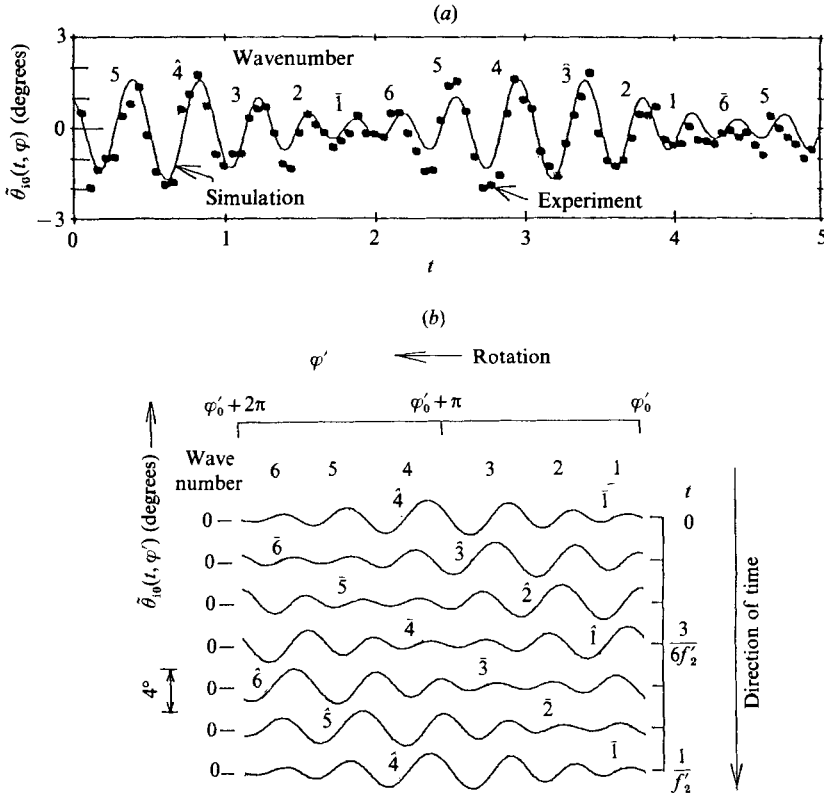 (a)
3
0
−3
θ̃ᵢ₀(t, φ) (degrees)
Wavenumber
5 4̂ 3 2 1̄ 6 5 4 3̂ 2 1 6̄ 5
Simulation
Experiment
0 1 2 3 4 5
t
(b)
φ′ Rotation
φ′₀ + 2π φ′₀ + π φ′₀
θ̃ᵢ₀(t, φ′) (degrees)
Wave number
6 5 4 3 2 1
t
0 4̂ 1̄ 0
0 6̄ 3̂
0 5̄ 2̂
0 4̄ 1̂ 3/6f′₂
0 6̂ 3̄
0 5̂ 2̄
0 4̂ 1̄ 1/f′₂
4°
Direction of time